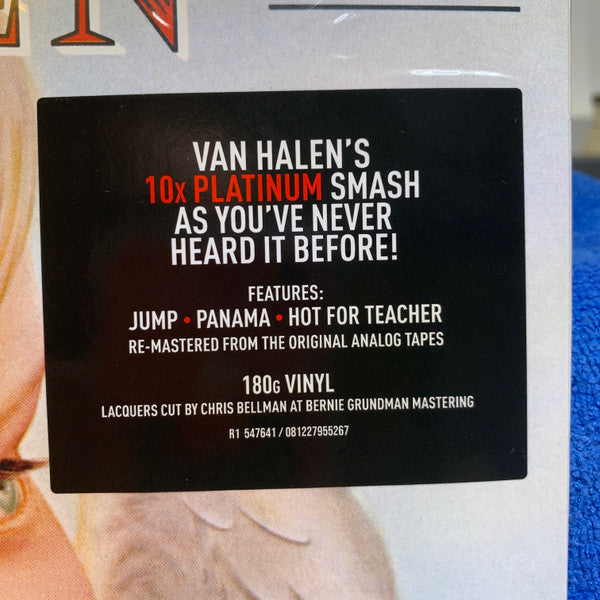 EN
VAN HALEN'S
10x PLATINUM SMASH
AS YOU'VE NEVER
HEARD IT BEFORE!
FEATURES:
JUMP • PANAMA • HOT FOR TEACHER
RE-MASTERED FROM THE ORIGINAL ANALOG TAPES
180G VINYL
LACQUERS CUT BY CHRIS BELLMAN AT BERNIE GRUNDMAN MASTERING
R1 547641 / 081227955267